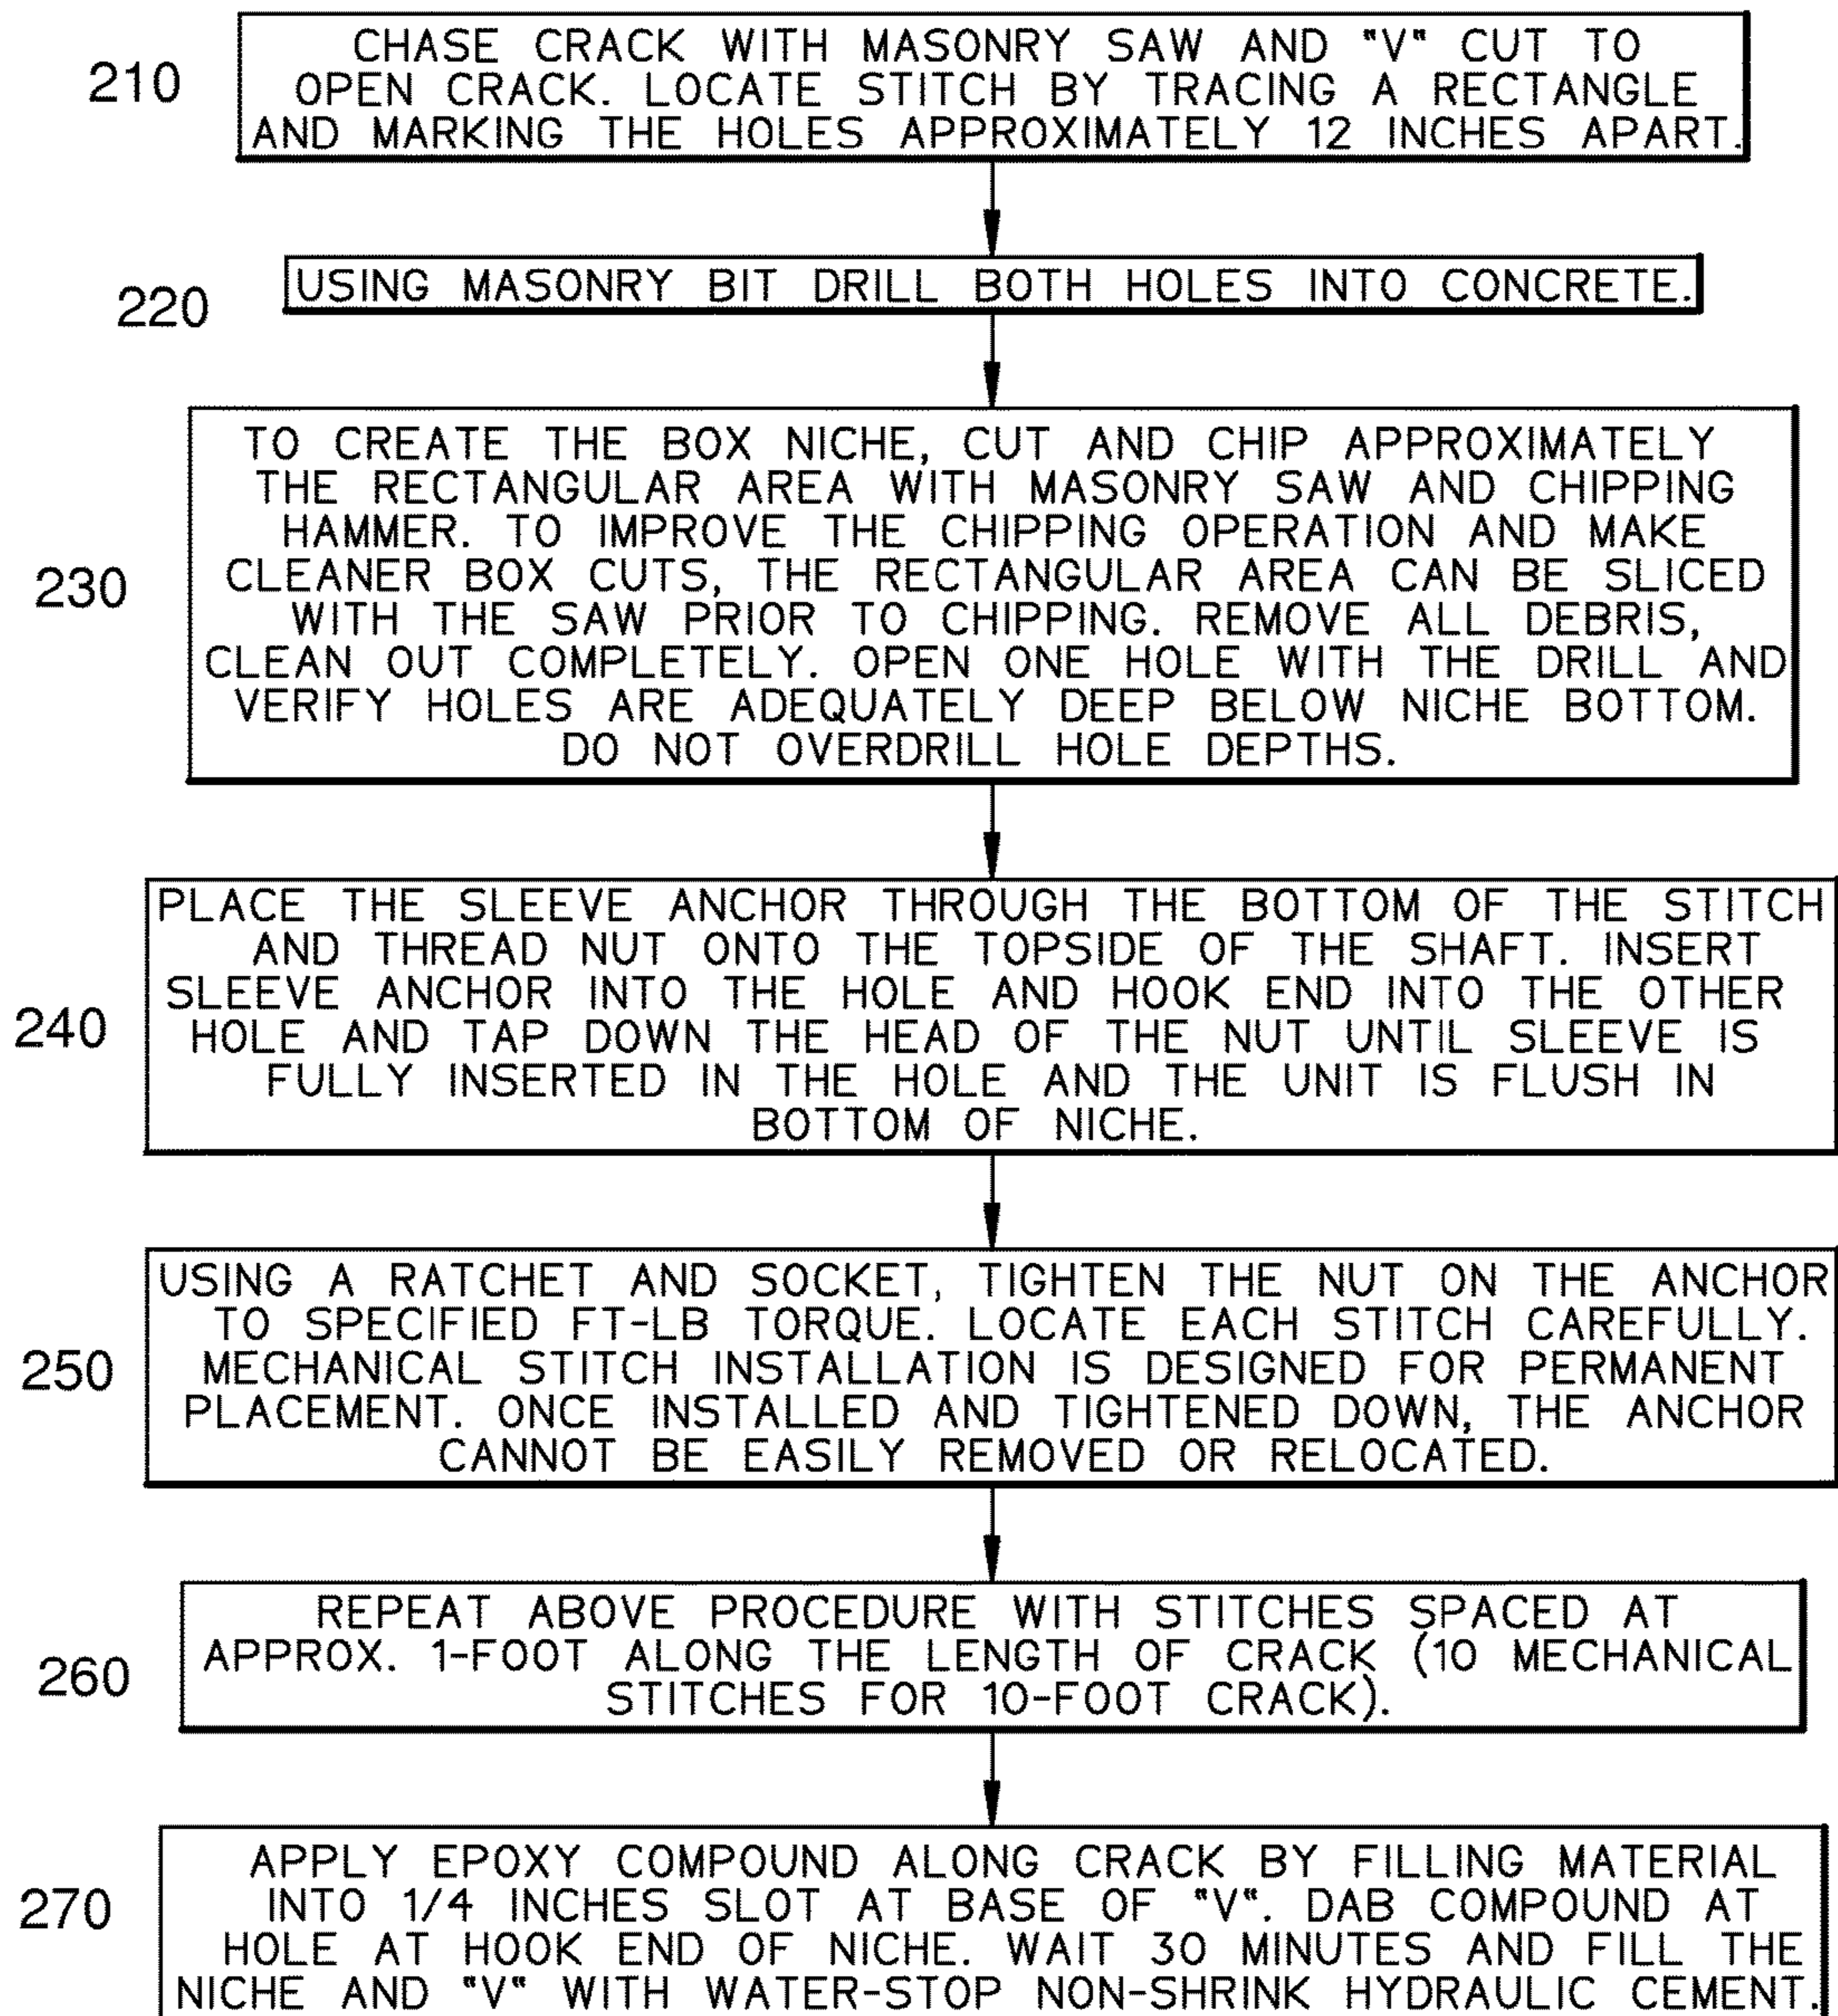 210
CHASE CRACK WITH MASONRY SAW AND "V" CUT TO
OPEN CRACK. LOCATE STITCH BY TRACING A RECTANGLE
AND MARKING THE HOLES APPROXIMATELY 12 INCHES APART.
220
USING MASONRY BIT DRILL BOTH HOLES INTO CONCRETE.
230
TO CREATE THE BOX NICHE, CUT AND CHIP APPROXIMATELY
THE RECTANGULAR AREA WITH MASONRY SAW AND CHIPPING
HAMMER. TO IMPROVE THE CHIPPING OPERATION AND MAKE
CLEANER BOX CUTS, THE RECTANGULAR AREA CAN BE SLICED
WITH THE SAW PRIOR TO CHIPPING. REMOVE ALL DEBRIS,
CLEAN OUT COMPLETELY. OPEN ONE HOLE WITH THE DRILL AND
VERIFY HOLES ARE ADEQUATELY DEEP BELOW NICHE BOTTOM.
DO NOT OVERDRILL HOLE DEPTHS.
240
PLACE THE SLEEVE ANCHOR THROUGH THE BOTTOM OF THE STITCH
AND THREAD NUT ONTO THE TOPSIDE OF THE SHAFT. INSERT
SLEEVE ANCHOR INTO THE HOLE AND HOOK END INTO THE OTHER
HOLE AND TAP DOWN THE HEAD OF THE NUT UNTIL SLEEVE IS
FULLY INSERTED IN THE HOLE AND THE UNIT IS FLUSH IN
BOTTOM OF NICHE.
250
USING A RATCHET AND SOCKET, TIGHTEN THE NUT ON THE ANCHOR
TO SPECIFIED FT-LB TORQUE. LOCATE EACH STITCH CAREFULLY.
MECHANICAL STITCH INSTALLATION IS DESIGNED FOR PERMANENT
PLACEMENT. ONCE INSTALLED AND TIGHTENED DOWN, THE ANCHOR
CANNOT BE EASILY REMOVED OR RELOCATED.
260
REPEAT ABOVE PROCEDURE WITH STITCHES SPACED AT
APPROX. 1-FOOT ALONG THE LENGTH OF CRACK (10 MECHANICAL
STITCHES FOR 10-FOOT CRACK).
270
APPLY EPOXY COMPOUND ALONG CRACK BY FILLING MATERIAL
INTO 1/4 INCHES SLOT AT BASE OF "V". DAB COMPOUND AT
HOLE AT HOOK END OF NICHE. WAIT 30 MINUTES AND FILL THE
NICHE AND "V" WITH WATER-STOP NON-SHRINK HYDRAULIC CEMENT.